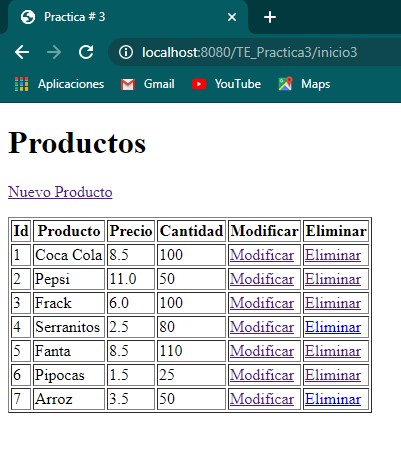 Practica # 3
localhost:8080/TE_Practica3/inicio3
Aplicaciones Gmail YouTube Maps
Productos
Nuevo Producto
Id Producto Precio Cantidad Modificar Eliminar
1 Coca Cola 8.5 100 Modificar Eliminar
2 Pepsi 11.0 50 Modificar Eliminar
3 Frack 6.0 100 Modificar Eliminar
4 Serranitos 2.5 80 Modificar Eliminar
5 Fanta 8.5 110 Modificar Eliminar
6 Pipocas 1.5 25 Modificar Eliminar
7 Arroz 3.5 50 Modificar Eliminar